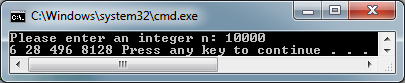 C:\Windows\system32\cmd.exe
Please enter an integer n: 10000
6 28 496 8128 Press any key to continue . . .